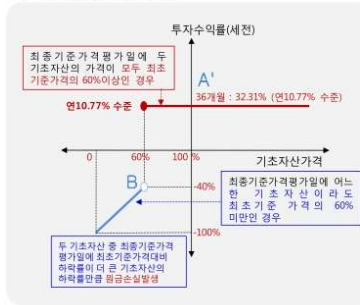 투자수익률(세전)
최종기준가격평가일에 두
기초자산의 가격이 모두 최초
기준가격의 60%이상인 경우
A'
36개월 : 32.31% (연10.77% 수준)
연10.77% 수준
0 60% 100 %
기초자산가격
B
-40%
최종기준가격평가일에 어느
한 기초자산이라도
최초기준 가격의 60%
미만인 경우
-100%
두 기초자산 중 최종기준가격
평가일에 최초기준가격대비
하락률이 더 큰 기초자산의
하락률만큼 원금손실발생